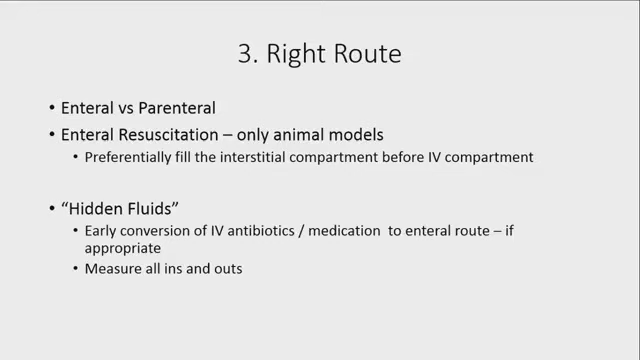 3. Right Route
• Enteral vs Parenteral
• Enteral Resuscitation – only animal models
• Preferentially fill the interstitial compartment before IV compartment
• “Hidden Fluids”
• Early conversion of IV antibiotics / medication to enteral route – if
appropriate
• Measure all ins and outs